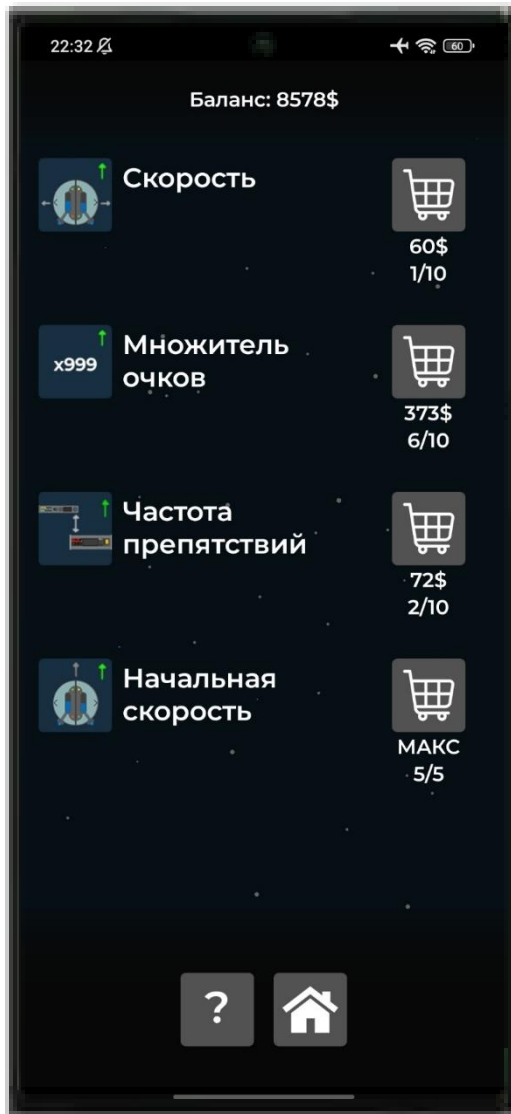 22:32
60
Баланс: 8578$
Скорость
60$
1/10
x999
Множитель
очков
373$
6/10
Частота
препятствий
72$
2/10
Начальная
скорость
МАКС
5/5
?